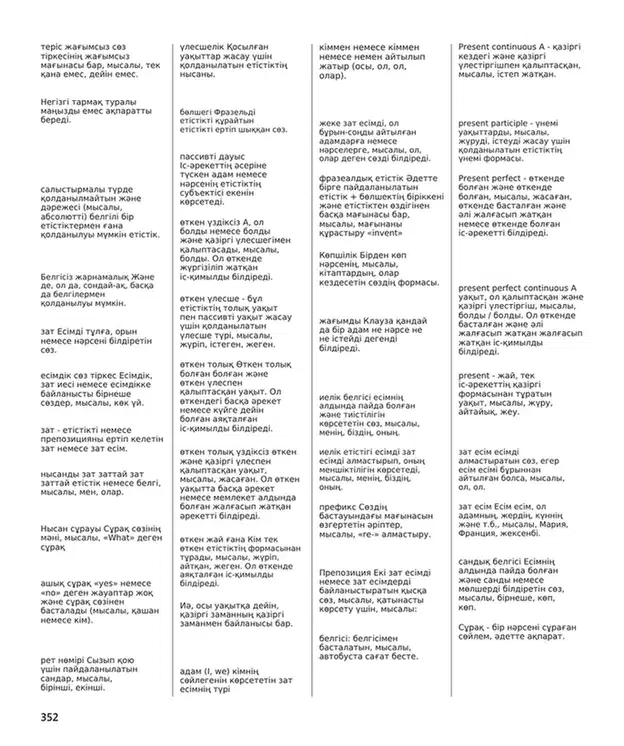 теріс жағымсыз сөз
тіркесінің жағымсыз
мағынасы бар, мысалы, тек
қана емес, дейін емес.
Негізгі тармақ туралы
маңызды емес ақпаратты
береді.
салыстырмалы түрде
қолданылмайтын және
дәрежесі (мысалы,
абсолютті) белгілі бір
етістіктермен ғана
қолданылуы мүмкін етістік.
Белгісіз жарнамалық Және
де, ол да, сондай-ақ, басқа
да белгілермен
қолданылуы мүмкін.
зат Есімді тұлға, орын
немесе нәрсені білдіретін
сөз.
есімдік сөз тіркес Есімдік,
зат иесі немесе есімдікке
байланысты бірнеше
сөздер, мысалы, көк үй.
зат - етістікті немесе
препозицияны ертіп келетін
зат немесе зат есім.
нысанды зат заттай зат
заттай етістік немесе белгі,
мысалы, мен, олар.
Нысан сұрауы Сұрақ сөзінің
мәні, мысалы, «What» деген
сұрақ
ашық сұрақ «yes» немесе
«no» деген жауаптар жоқ
және сұрақ сөзінен
басталады (мысалы, қашан
немесе кім).
рет нөмірі Сызып қою
үшін пайдаланылатын
сандар, мысалы,
бірінші, екінші.
үлесшелік Қосылған
уақыттар жасау үшін
қолданылатын етістіктің
нысаны.
бөлшегі Фразельді
етістікті құрайтын
етістікті ертіп шыққан сөз.
пассивті дауыс
Іс-әрекеттің әсеріне
түскен адам немесе
нәрсенің етістіктің
субъектісі екенін
көрсетеді.
өткен үздіксіз А, ол
болды немесе болды
және қазіргі үлесшегімен
қалыптасады, мысалы,
болды. Ол өткенде
жүргізіліп жатқан
іс-қимылды білдіреді.
өткен үлесше - бұл
етістіктің толық уақыт
пен пассивті уақыт жасау
үшін қолданылатын
үлесше түрі, мысалы,
жүріп, істеген, жеген.
өткен толық Өткен толық
болған болған және
өткен үлеспен
қалыптасқан уақыт. Ол
өткендегі басқа әрекет
немесе күйге дейін
болған аяқталған
іс-қимылды білдіреді.
өткен толық үздіксіз өткен
және қазіргі үлеспен
қалыптасқан уақыт,
мысалы, жасаған. Ол өткен
уақытта басқа әрекет
немесе мемлекет алдында
болған жалғасып жатқан
әрекетті білдіреді.
өткен жай ғана Кім тек
өткен етістіктің формасынан
тұрады, мысалы, жүріп,
айтқан, жеген. Ол өткенде
аяқталған іс-қимылды
білдіреді.
Иә, осы уақытқа дейін,
қазіргі заманның қазіргі
заманмен байланысы бар.
адам (I, we) кімнің
сөйлегенін көрсететін зат
есімнің түрі
кіммен немесе кіммен
немесе немен айтылып
жатыр (осы, ол, ол,
олар).
жеке зат есімді, ол
бұрын-соңды айтылған
адамдарға немесе
нәрселерге, мысалы, ол,
олар деген сөзді білдіреді.
фразеалдық етістік Әдетте
бірге пайдаланылатын
етістік + бөлшектің біріккені
және етістіктен өздігінен
басқа мағынасы бар,
мысалы, мағынаны
құрастыру «invent»
Көпшілік Бірден көп
нәрсенің, мысалы,
кітаптардың, олар
кездесетін сөздің формасы.
жағымды Клауза қандай
да бір адам не нәрсе не
не істейді дегенді
білдіреді.
иелік белгісі есімнің
алдында пайда болған
және тиістілігін
көрсететін сөз, мысалы,
менің, біздің, оның.
иелік етістігі есімді зат
есімді алмастырып, оның
меншіктілігін көрсетеді,
мысалы, менің, біздің,
оның.
префикс Сөздің
бастауындағы мағынасын
өзгертетін әріптер,
мысалы, «re-» алмастыру.
Препозиция Екі зат есімді
немесе зат есімдерді
байланыстыратын қысқа
сөз, мысалы, қатынасты
көрсету үшін, мысалы:
белгісі: белгісімен
басталатын, мысалы,
автобуста сағат бесте.
Present continuous A - қазіргі
кездегі және қазіргі
үлестіргішпен қалыптасқан,
мысалы, істеп жатқан.
present participle - үнемі
уақыттарды, мысалы,
жүруді, істеуді жасау үшін
қолданылатын етістіктің
үнемі формасы.
Present perfect - өткенде
болған және өткенде
болған, мысалы, жасаған,
өткенде басталған және
әлі жалғасып жатқан
немесе өткенде болған
іс-әрекетті білдіреді.
present perfect continuous A
уақыт, ол қалыптасқан және
қазіргі үлестіргіш, мысалы,
болды / болды. Ол өткенде
басталған және әлі
жалғасып жатқан жалғасып
жатқан іс-қимылды
білдіреді.
present - жай, тек
іс-әрекеттің қазіргі
формасынан тұратын
уақыт, мысалы, жүру,
айтайық, жеу.
зат есім есімді
алмастыратын сөз, егер
есім есімі бұрыннан
айтылған болса, мысалы,
ол, ол.
зат есім Есім есім, ол
адамның, жердің, күннің
және т.б., мысалы, Мария,
Франция, жексенбі.
сандық белгісі Есімнің
алдында пайда болған
және санды немесе
мөлшерді білдіретін сөз,
мысалы, бірнеше, көп,
көп.
Сұрақ - бір нәрсені сұраған
сөйлем, әдетте ақпарат.
352